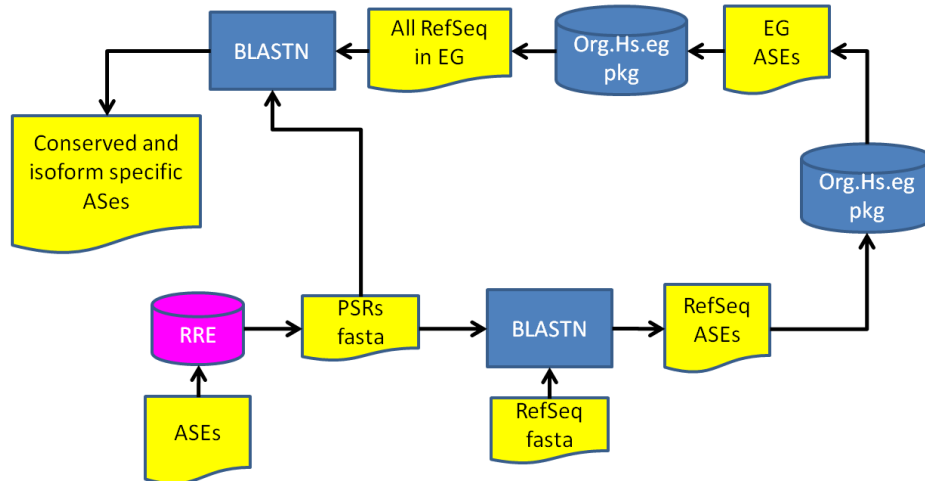 BLASTN
All RefSeq
in EG
Org.Hs.eg
pkg
EG
ASEs
Conserved and
isoform specific
ASes
Org.Hs.eg
pkg
RRE
PSRs
fasta
BLASTN
RefSeq
ASEs
ASEs
RefSeq
fasta